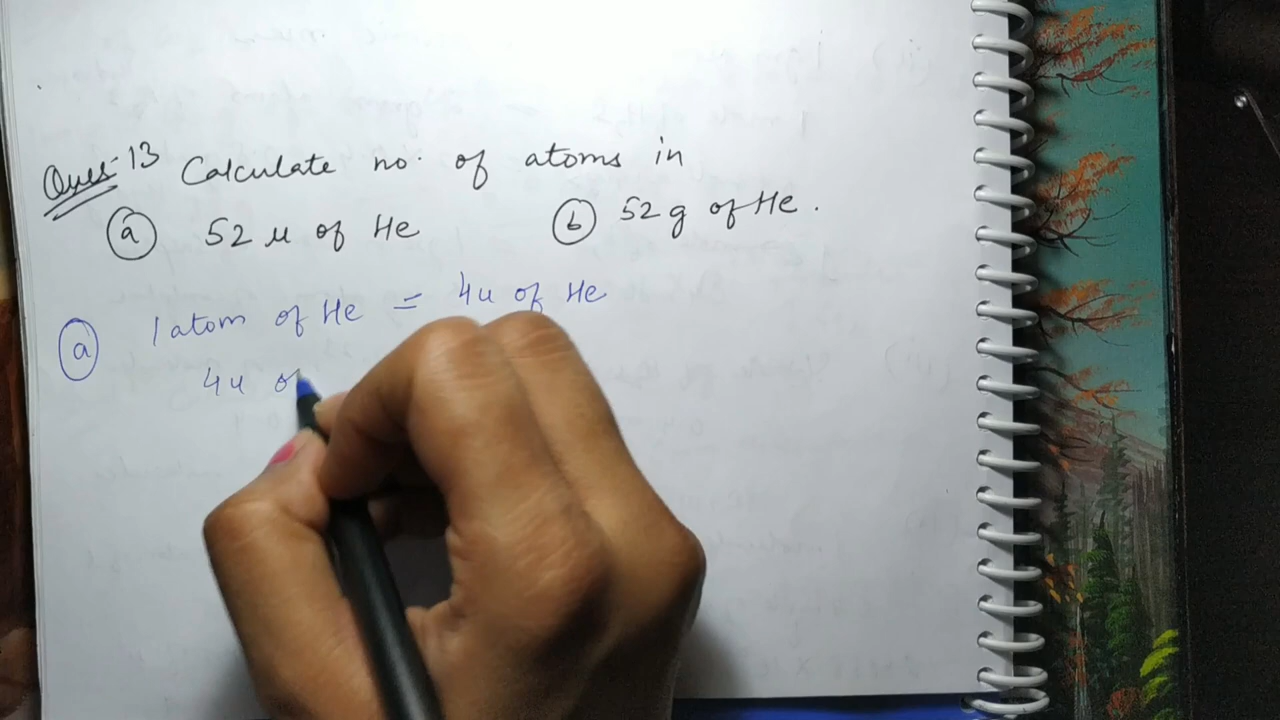 Ques-13 Calculate no. of atoms in
(a) 52 u of He (b) 52 g of He.
(a) 1 atom of He = 4u of He
4u of